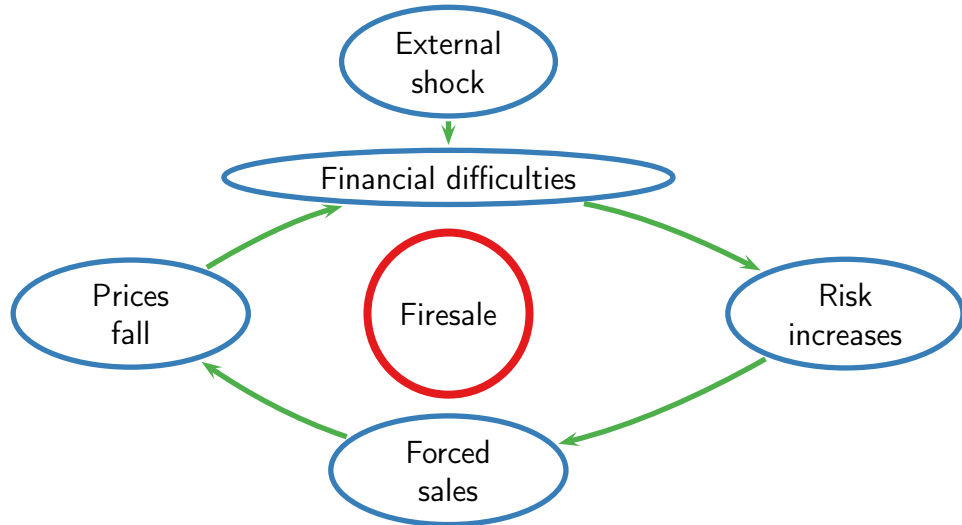 External
shock
Financial difficulties
Prices
fall
Firesale
Risk
increases
Forced
sales